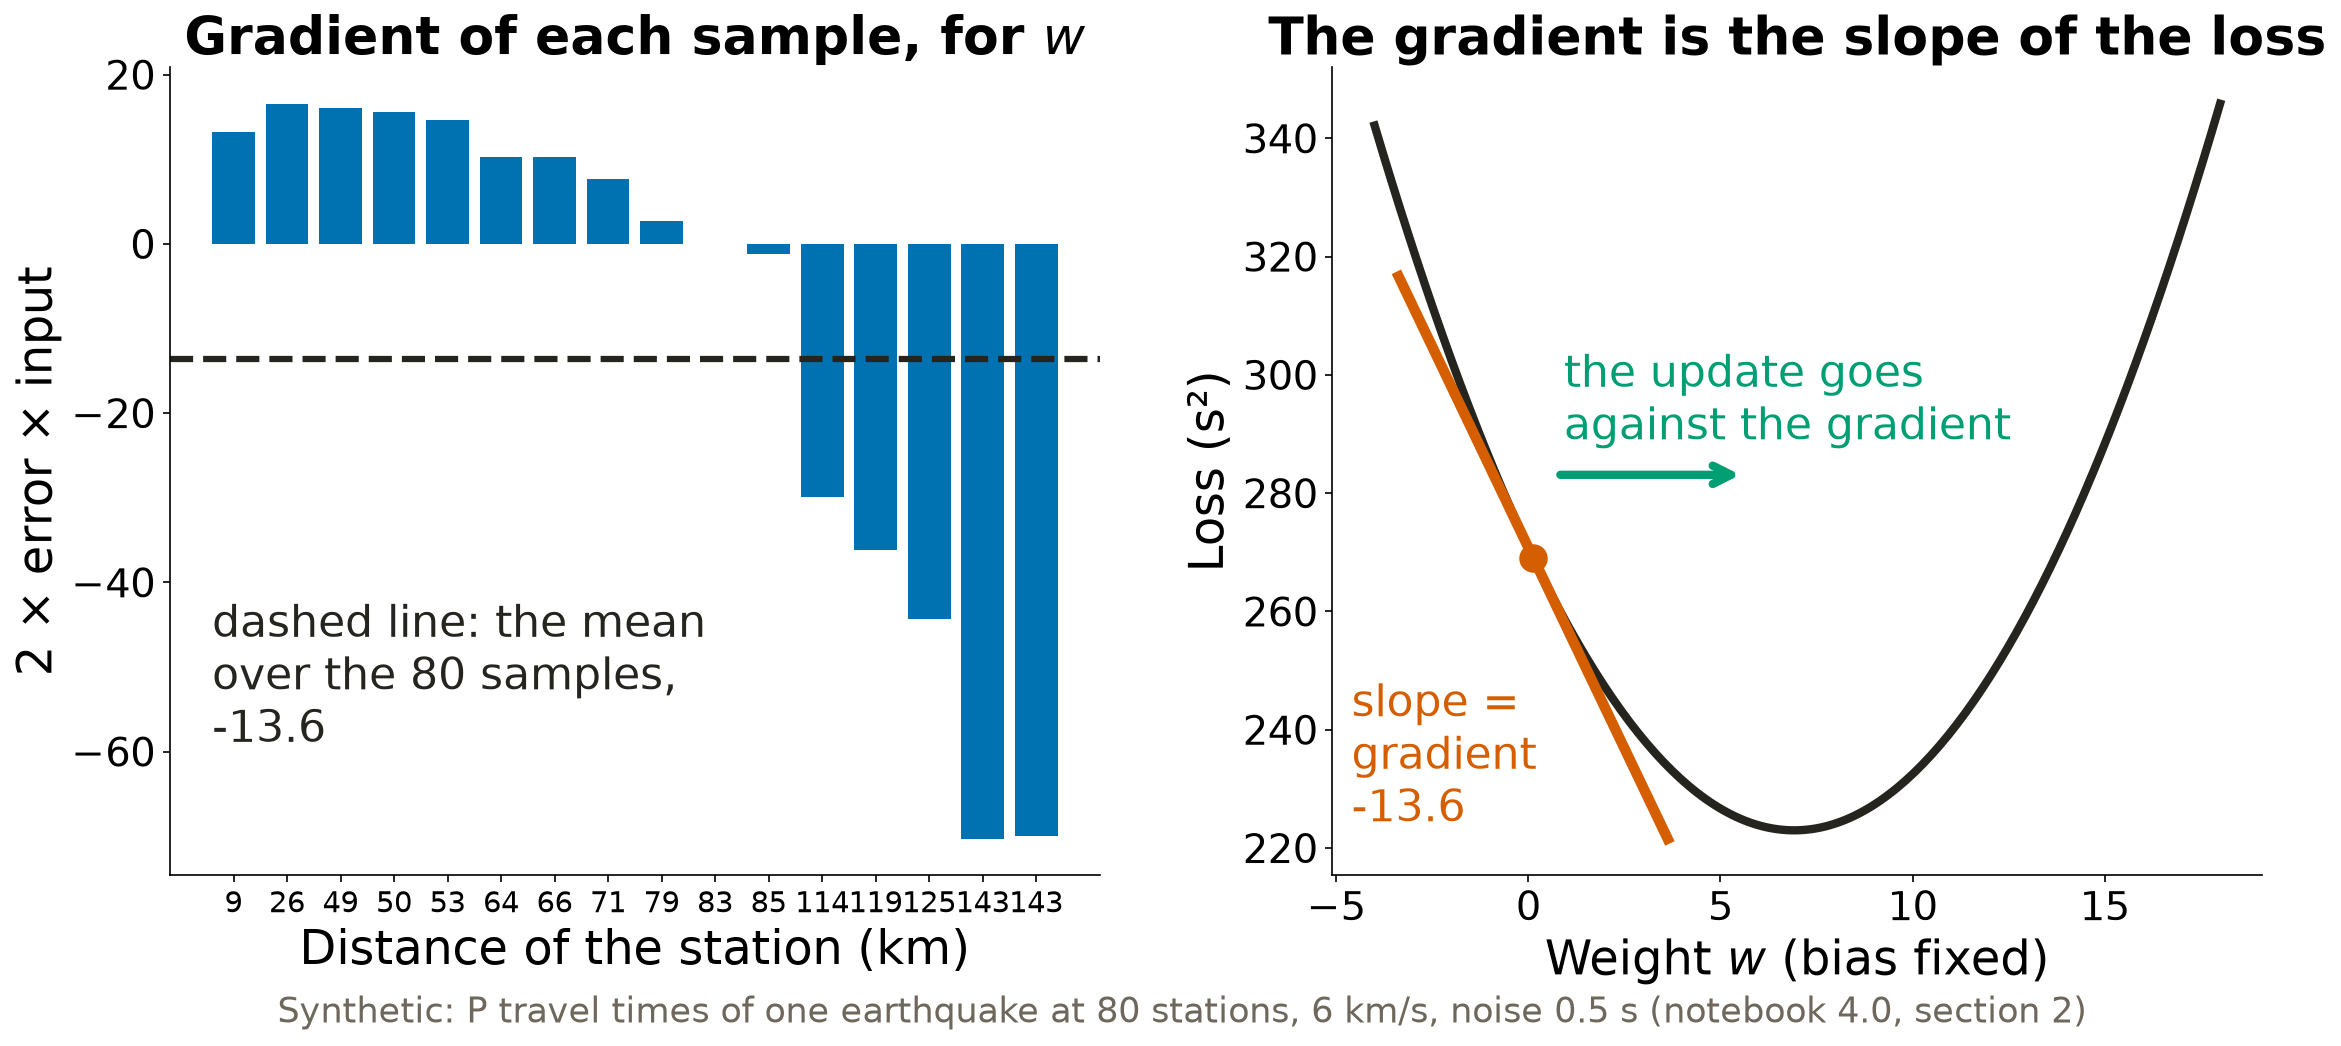 Gradient of each sample, for w
20
0
−20
−40
−60
2 × error × input
dashed line: the mean
over the 80 samples,
-13.6
9 26 49 50 53 64 66 71 79 83 85 114 119 125 143 143
Distance of the station (km)
The gradient is the slope of the loss
340
320
300
280
260
240
220
Loss (s²)
the update goes
against the gradient
slope =
gradient
-13.6
−5 0 5 10 15
Weight w (bias fixed)
Synthetic: P travel times of one earthquake at 80 stations, 6 km/s, noise 0.5 s (notebook 4.0, section 2)